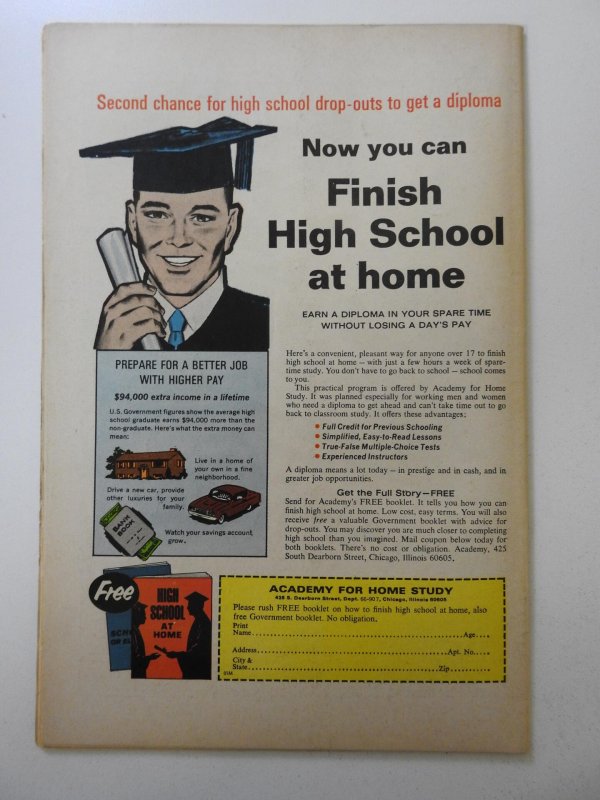 Second chance for high school drop-outs to get a diploma
Now you can
Finish
High School
at home
EARN A DIPLOMA IN YOUR SPARE TIME
WITHOUT LOSING A DAY'S PAY
Here's a convenient, pleasant way for anyone over 17 to finish
high school at home — with just a few hours a week of spare-
time study. You don't have to go back to school — school comes
to you.
This practical program is offered by Academy for Home
Study. It was planned especially for working men and women
who need a diploma to get ahead and can't take time out to go
back to classroom study. It offers these advantages:
• Full Credit for Previous Schooling
• Simplified, Easy-to-Read Lessons
• True-False Multiple-Choice Tests
• Experienced Instructors
A diploma means a lot today — in prestige and in cash, and in
greater job opportunities.
Get the Full Story—FREE
Send for Academy's FREE booklet. It tells you how you can
finish high school at home. Low cost, easy terms. You will also
receive free a valuable Government booklet with advice for
drop-outs. You may discover you are much closer to completing
high school than you imagined. Mail coupon below today for
both booklets. There's no cost or obligation. Academy, 425
South Dearborn Street, Chicago, Illinois 60605.
PREPARE FOR A BETTER JOB
WITH HIGHER PAY
$94,000 extra income in a lifetime
U.S. Government figures show the average high
school graduate earns $94,000 more than the
non-graduate. Here's what the extra money can
mean:
Live in a home of
your own in a fine
neighborhood.
Drive a new car, provide
other luxuries for your
family.
BANK
BOOK
Watch your savings account
grow.
Free
HIGH
SCHOOL
AT
HOME
ACADEMY FOR HOME STUDY
425 S. Dearborn Street, Dept. 60-907, Chicago, Illinois 60605
Please rush FREE booklet on how to finish high school at home, also
free Government booklet. No obligation.
Print
Name Age
Address Apt. No.
City &
State Zip